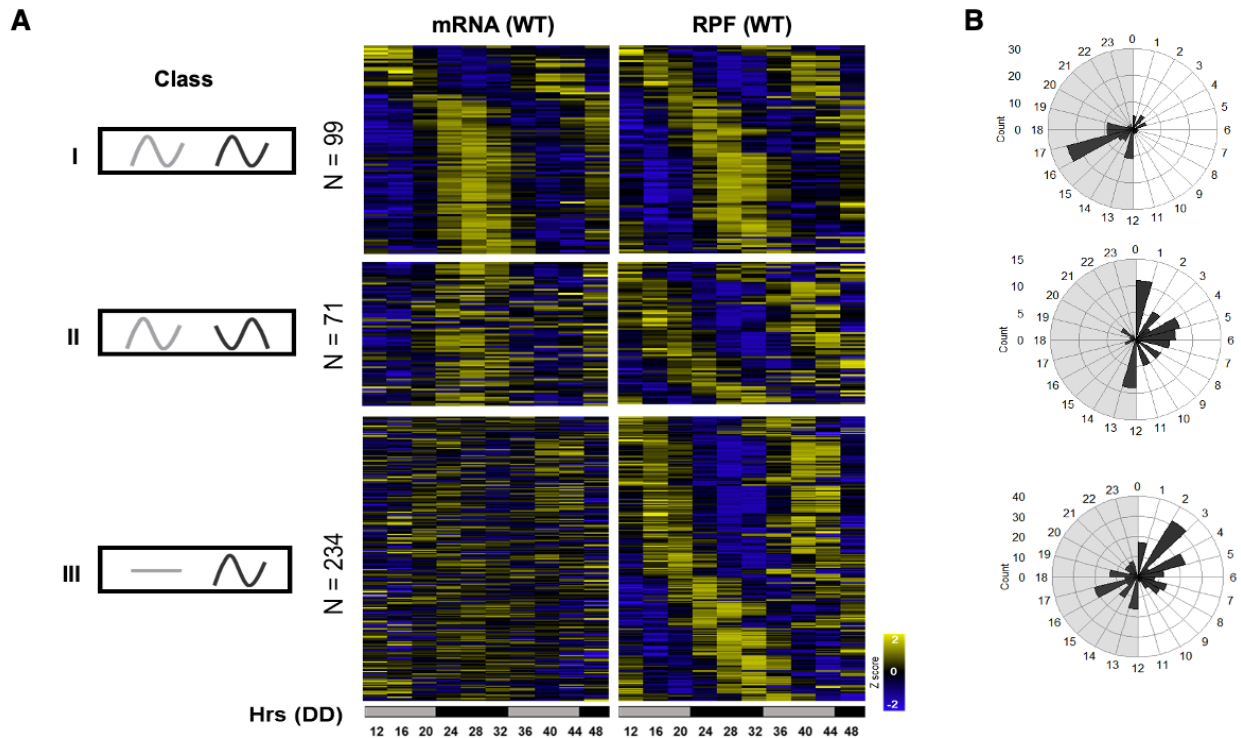 A
mRNA (WT) RPF (WT)
Class
I
N = 99
II
N = 71
III
N = 234
2
0
-2
Z score
Hrs (DD)
12 16 20 24 28 32 36 40 44 48 12 16 20 24 28 32 36 40 44 48
B
30
20
10
0
Count
0 1 2 3 4 5 6 7 8 9 10 11 12 13 14 15 16 17 18 19 20 21 22 23
15
10
5
0
Count
0 1 2 3 4 5 6 7 8 9 10 11 12 13 14 15 16 17 18 19 20 21 22 23
40
30
20
10
0
Count
0 1 2 3 4 5 6 7 8 9 10 11 12 13 14 15 16 17 18 19 20 21 22 23